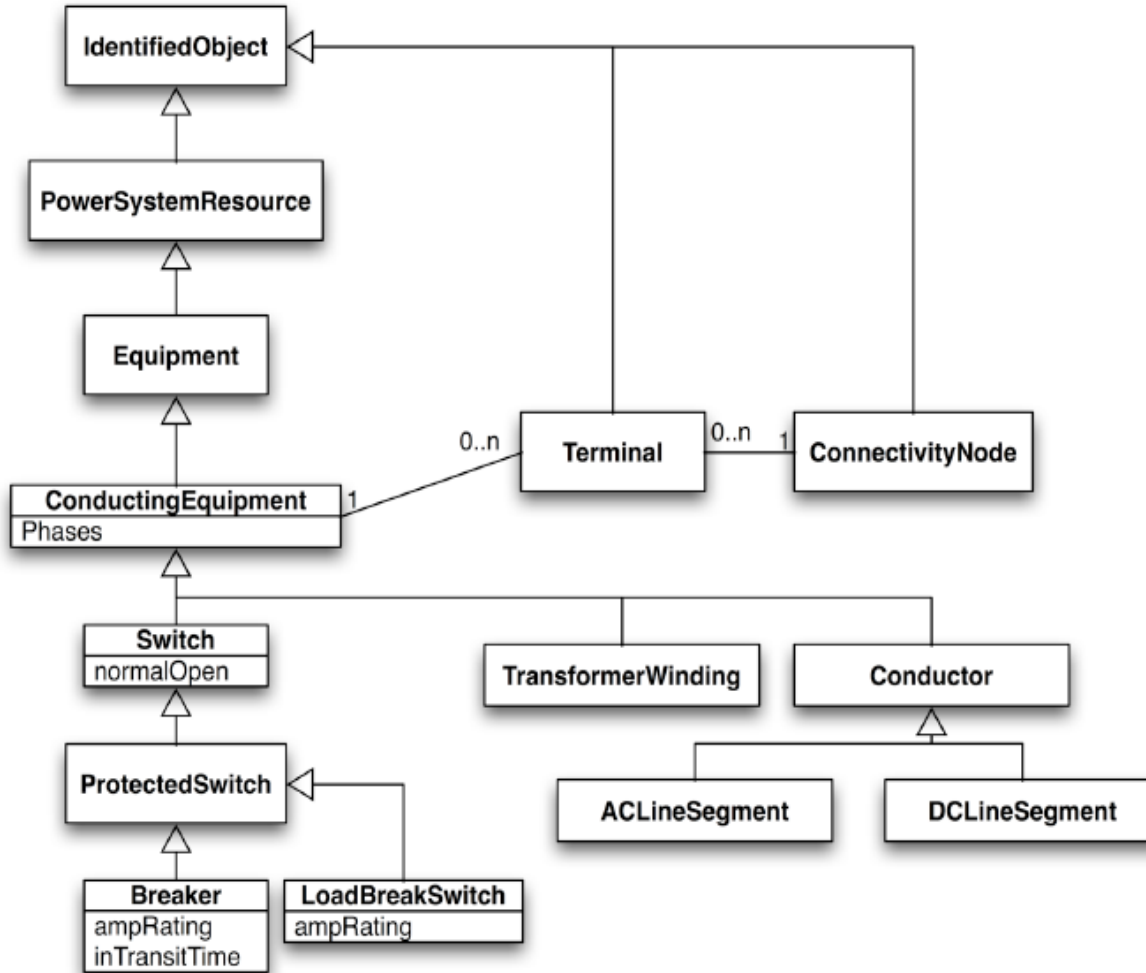 IdentifiedObject
PowerSystemResource
Equipment
0..n
Terminal
0..n
1
ConnectivityNode
ConductingEquipment
1
Phases
Switch
normalOpen
TransformerWinding
Conductor
ProtectedSwitch
ACLineSegment
DCLineSegment
Breaker
ampRating
inTransitTime
LoadBreakSwitch
ampRating